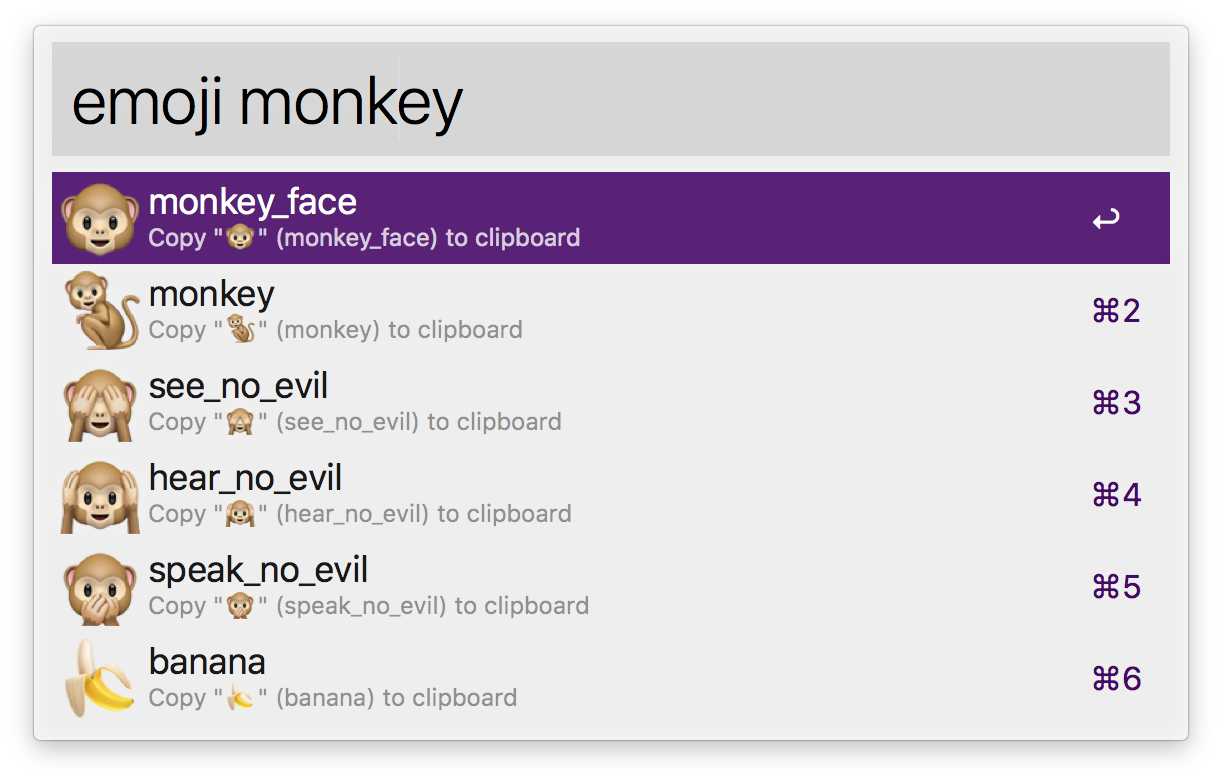 emoji monkey
monkey_face
Copy "🐵" (monkey_face) to clipboard
↩
monkey
Copy "🐒" (monkey) to clipboard
⌘2
see_no_evil
Copy "🙈" (see_no_evil) to clipboard
⌘3
hear_no_evil
Copy "🙉" (hear_no_evil) to clipboard
⌘4
speak_no_evil
Copy "🙊" (speak_no_evil) to clipboard
⌘5
banana
Copy "🍌" (banana) to clipboard
⌘6